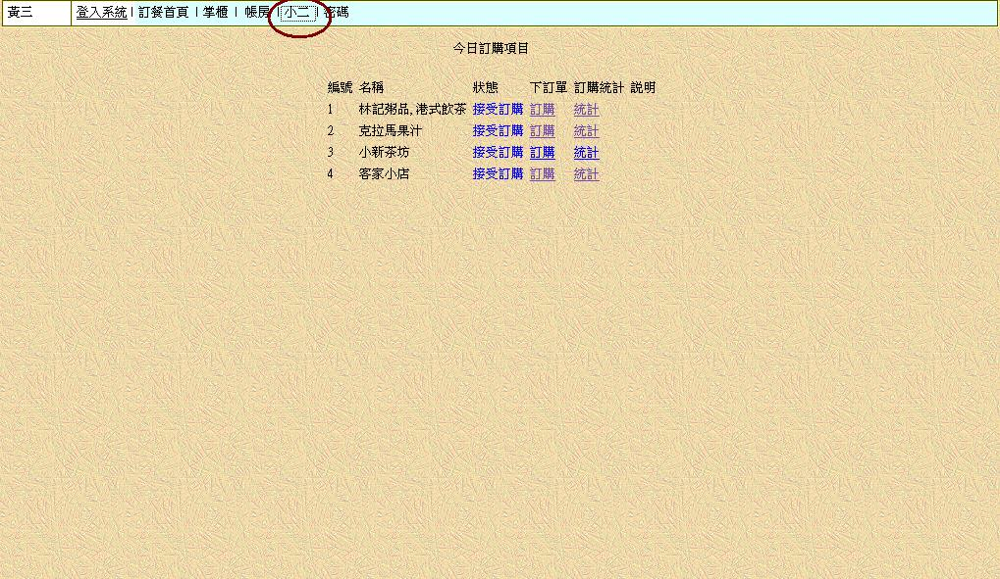 黃三 登入系統 | 訂餐首頁 | 掌櫃 | 帳房 | 小二 | 密碼
今日訂購項目
編號 名稱 狀態 下訂單 訂購統計 說明
1 林記粥品,港式飲茶 接受訂購 訂購 統計
2 克拉馬果汁 接受訂購 訂購 統計
3 小新茶坊 接受訂購 訂購 統計
4 客家小店 接受訂購 訂購 統計